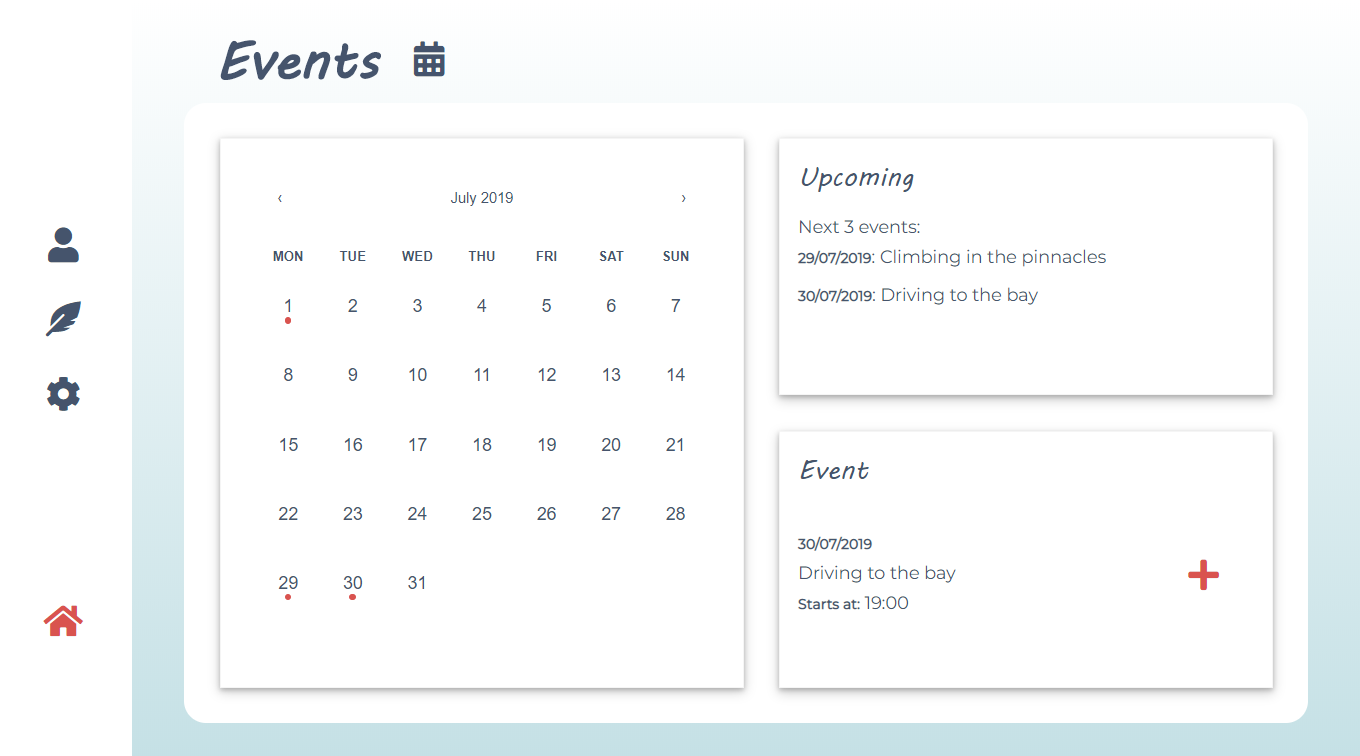 Events
‹ July 2019 ›
MON TUE WED THU FRI SAT SUN
1 2 3 4 5 6 7
8 9 10 11 12 13 14
15 16 17 18 19 20 21
22 23 24 25 26 27 28
29 30 31
Upcoming
Next 3 events:
29/07/2019: Climbing in the pinnacles
30/07/2019: Driving to the bay
Event
30/07/2019
Driving to the bay
Starts at: 19:00